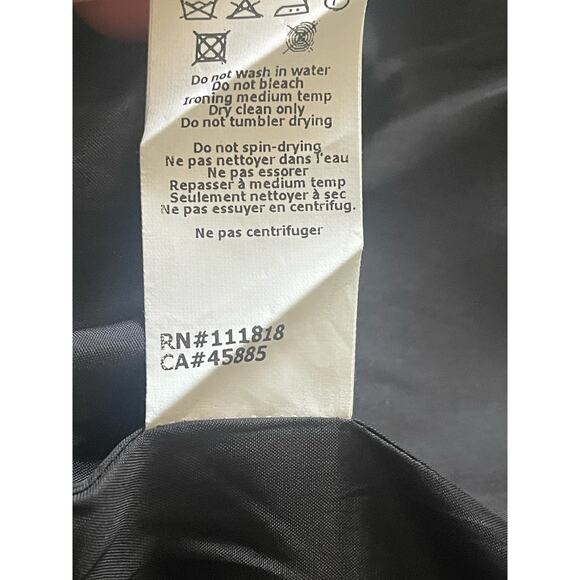 Do not wash in water
Do not bleach
Ironing medium temp
Dry clean only
Do not tumbler drying
Do not spin-drying
Ne pas nettoyer dans l'eau
Ne pas essorer
Repasser à medium temp
Seulement nettoyer à sec
Ne pas essuyer en centrifug.
Ne pas centrifuger
RN#111818
CA#45885